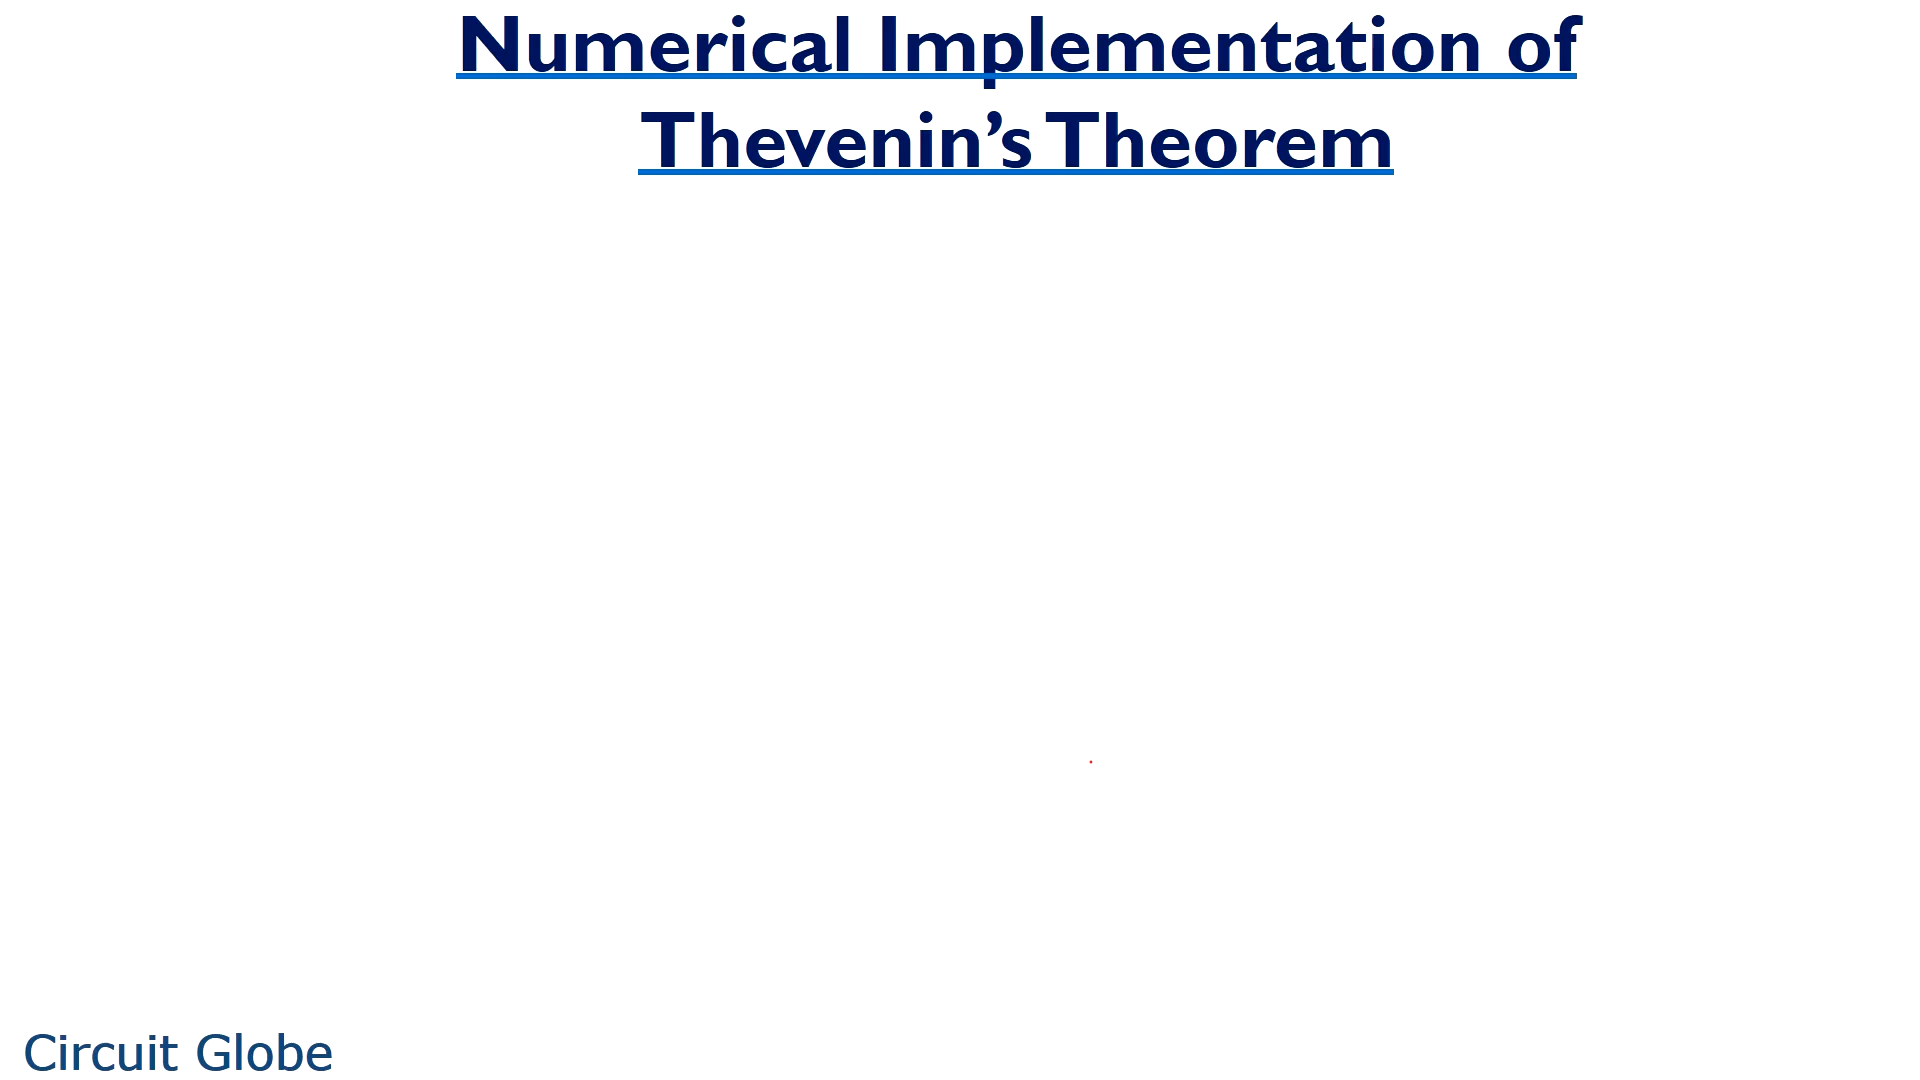 Numerical Implementation of
Thevenin’s Theorem
Circuit Globe